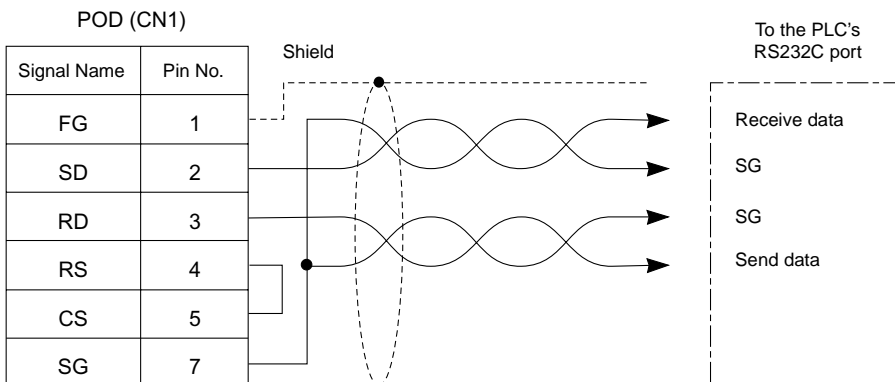 POD (CN1)
Signal Name Pin No.
FG 1
SD 2
RD 3
RS 4
CS 5
SG 7
Shield
To the PLC's
RS232C port
Receive data
SG
SG
Send data